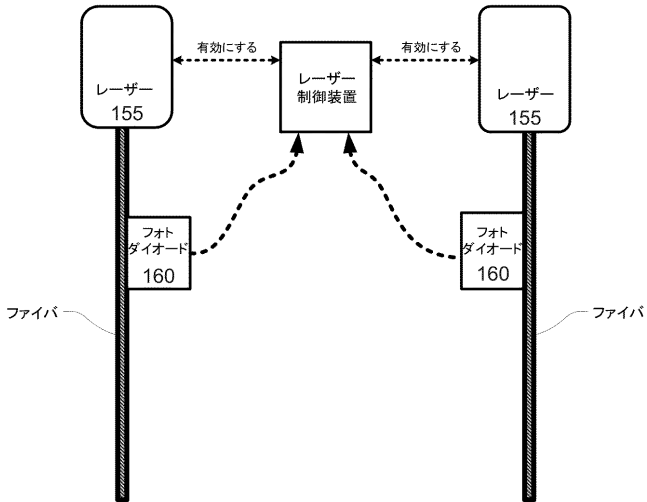 有効にする
有効にする
レーザー
155
レーザー
制御装置
レーザー
155
フォト
ダイオード
160
フォト
ダイオード
160
ファイバ
ファイバ